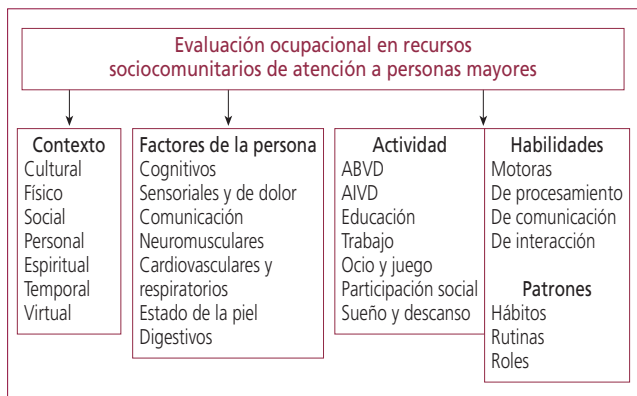 Evaluación ocupacional en recursos
sociocomunitarios de atención a personas mayores
Contexto
Cultural
Físico
Social
Personal
Espiritual
Temporal
Virtual
Factores de la persona
Cognitivos
Sensoriales y de dolor
Comunicación
Neuromusculares
Cardiovasculares y
respiratorios
Estado de la piel
Digestivos
Actividad
ABVD
AIVD
Educación
Trabajo
Ocio y juego
Participación social
Sueño y descanso
Habilidades
Motoras
De procesamiento
De comunicación
De interacción
Patrones
Hábitos
Rutinas
Roles